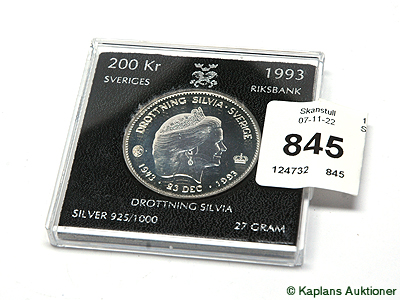 200 Kr 1993
SVERIGES RIKSBANK
DROTTNING SILVIA · SVERIGE
1943 · 23 DEC · 1993
DROTTNING SILVIA
SILVER 925/1000 27 GRAM
Skanstull
07-11-22
845
124732 845
1
S
© Kaplans Auktioner